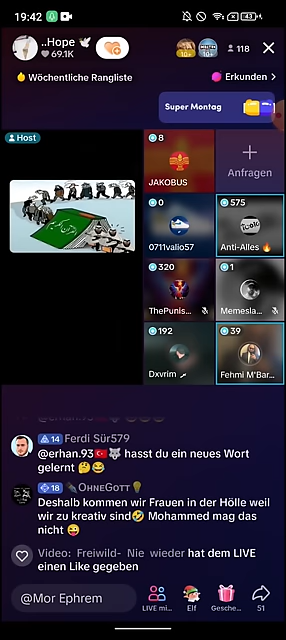 19:42
43
..Hope 🕊
69.1K
10+
10+
118
Wöchentliche Rangliste
Erkunden >
Super Montag
Host
8
JAKOBUS
+
Anfragen
0
0711valio57
575
Anti-Alles 🔥
320
ThePunis...
1
Memesla...
192
Dxvrim
39
Fehmi M'Bar...
14 Ferdi Sür579
@erhan.93🇹🇷🐺 hasst du ein neues Wort
gelernt 🤔😂
18 ✒️OHNEGOTT💡
Deshalb kommen wir Frauen in der Hölle weil
wir zu kreativ sind🤣 Mohammed mag das
nicht 😜
Video: Freiwild- Nie wieder hat dem LIVE
einen Like gegeben
@Mor Ephrem
LIVE mi...
Elf
Gesche...
51